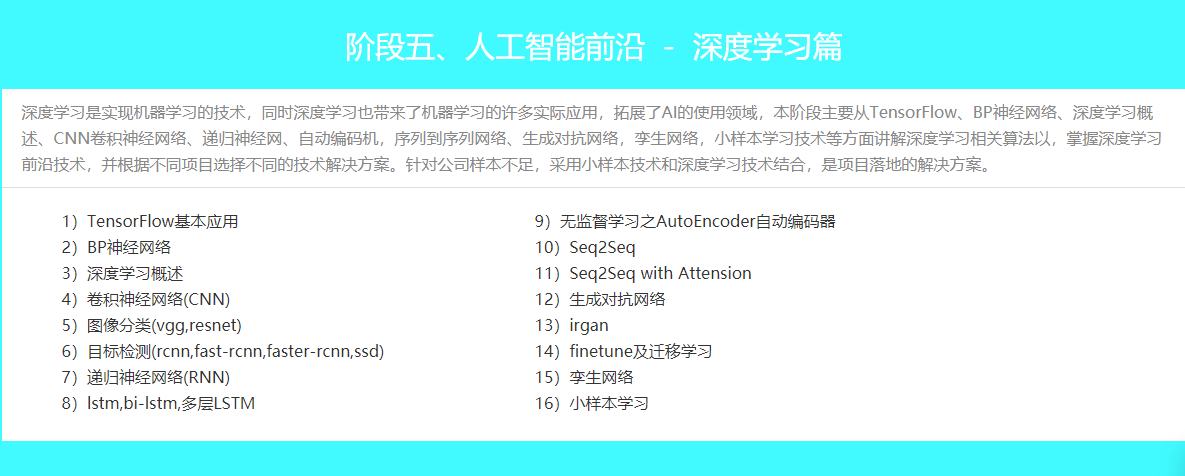 阶段五、人工智能前沿 - 深度学习篇
深度学习是实现机器学习的技术，同时深度学习也带来了机器学习的许多实际应用，拓展了AI的使用领域，本阶段主要从TensorFlow、BP神经网络、深度学习概
述、CNN卷积神经网络、递归神经网、自动编码机，序列到序列网络、生成对抗网络，孪生网络，小样本学习技术等方面讲解深度学习相关算法以，掌握深度学习
前沿技术，并根据不同项目选择不同的技术解决方案。针对公司样本不足，采用小样本技术和深度学习技术结合，是项目落地的解决方案。
1）TensorFlow基本应用
2）BP神经网络
3）深度学习概述
4）卷积神经网络(CNN)
5）图像分类(vgg,resnet)
6）目标检测(rcnn,fast-rcnn,faster-rcnn,ssd)
7）递归神经网络(RNN)
8）lstm,bi-lstm,多层LSTM
9）无监督学习之AutoEncoder自动编码器
10）Seq2Seq
11）Seq2Seq with Attension
12）生成对抗网络
13）irgan
14）finetune及迁移学习
15）孪生网络
16）小样本学习